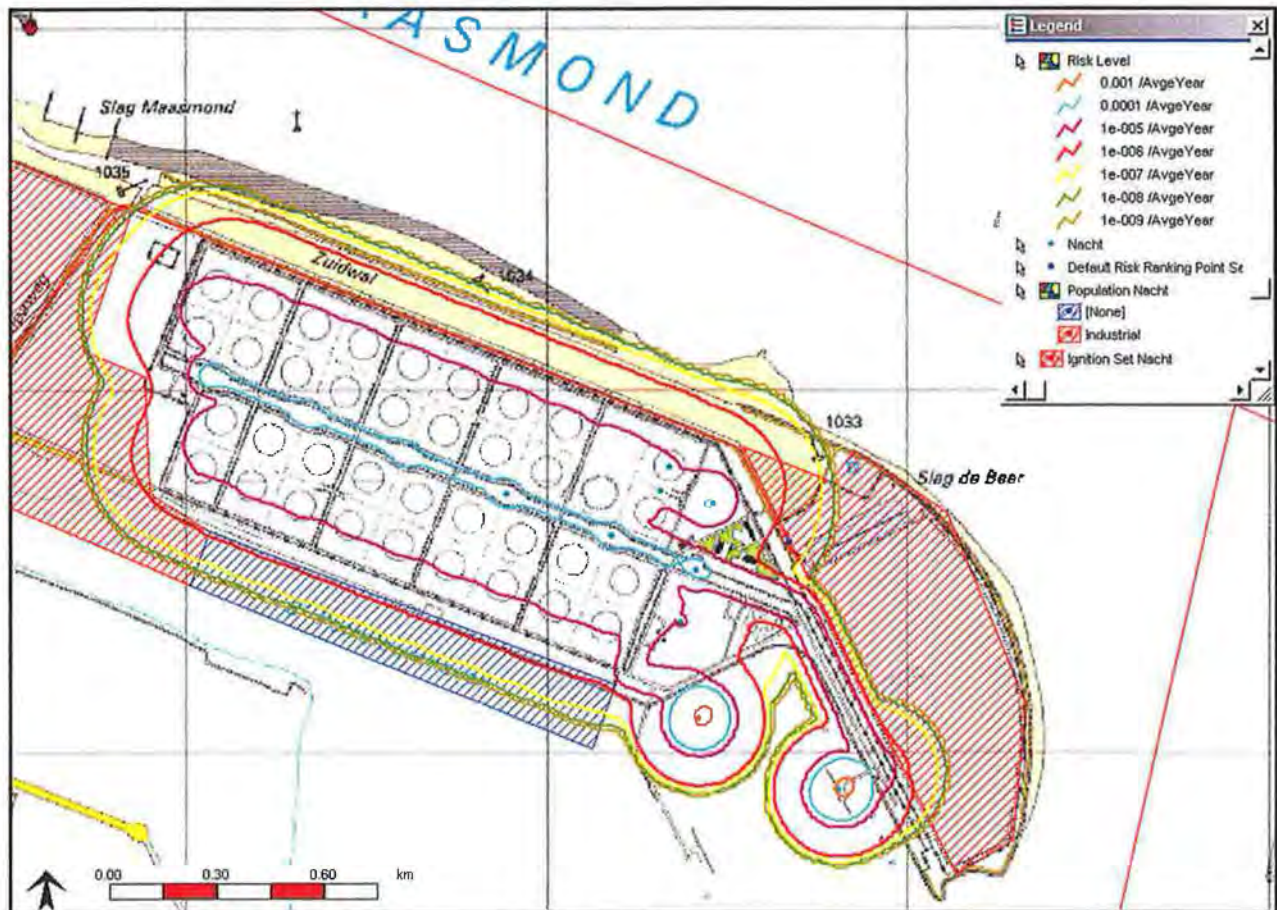 ASMOND
Slag Maasmond
1035
Zuidwal
1034
1033
Slag de Beer
0.00 0.30 0.60 km
Legend
Risk Level
0.001 /AvgeYear
0.0001 /AvgeYear
1e-005 /AvgeYear
1e-006 /AvgeYear
1e-007 /AvgeYear
1e-008 /AvgeYear
1e-009 /AvgeYear
Nacht
Default Risk Ranking Point Se
Population Nacht
[None]
Industrial
Ignition Set Nacht